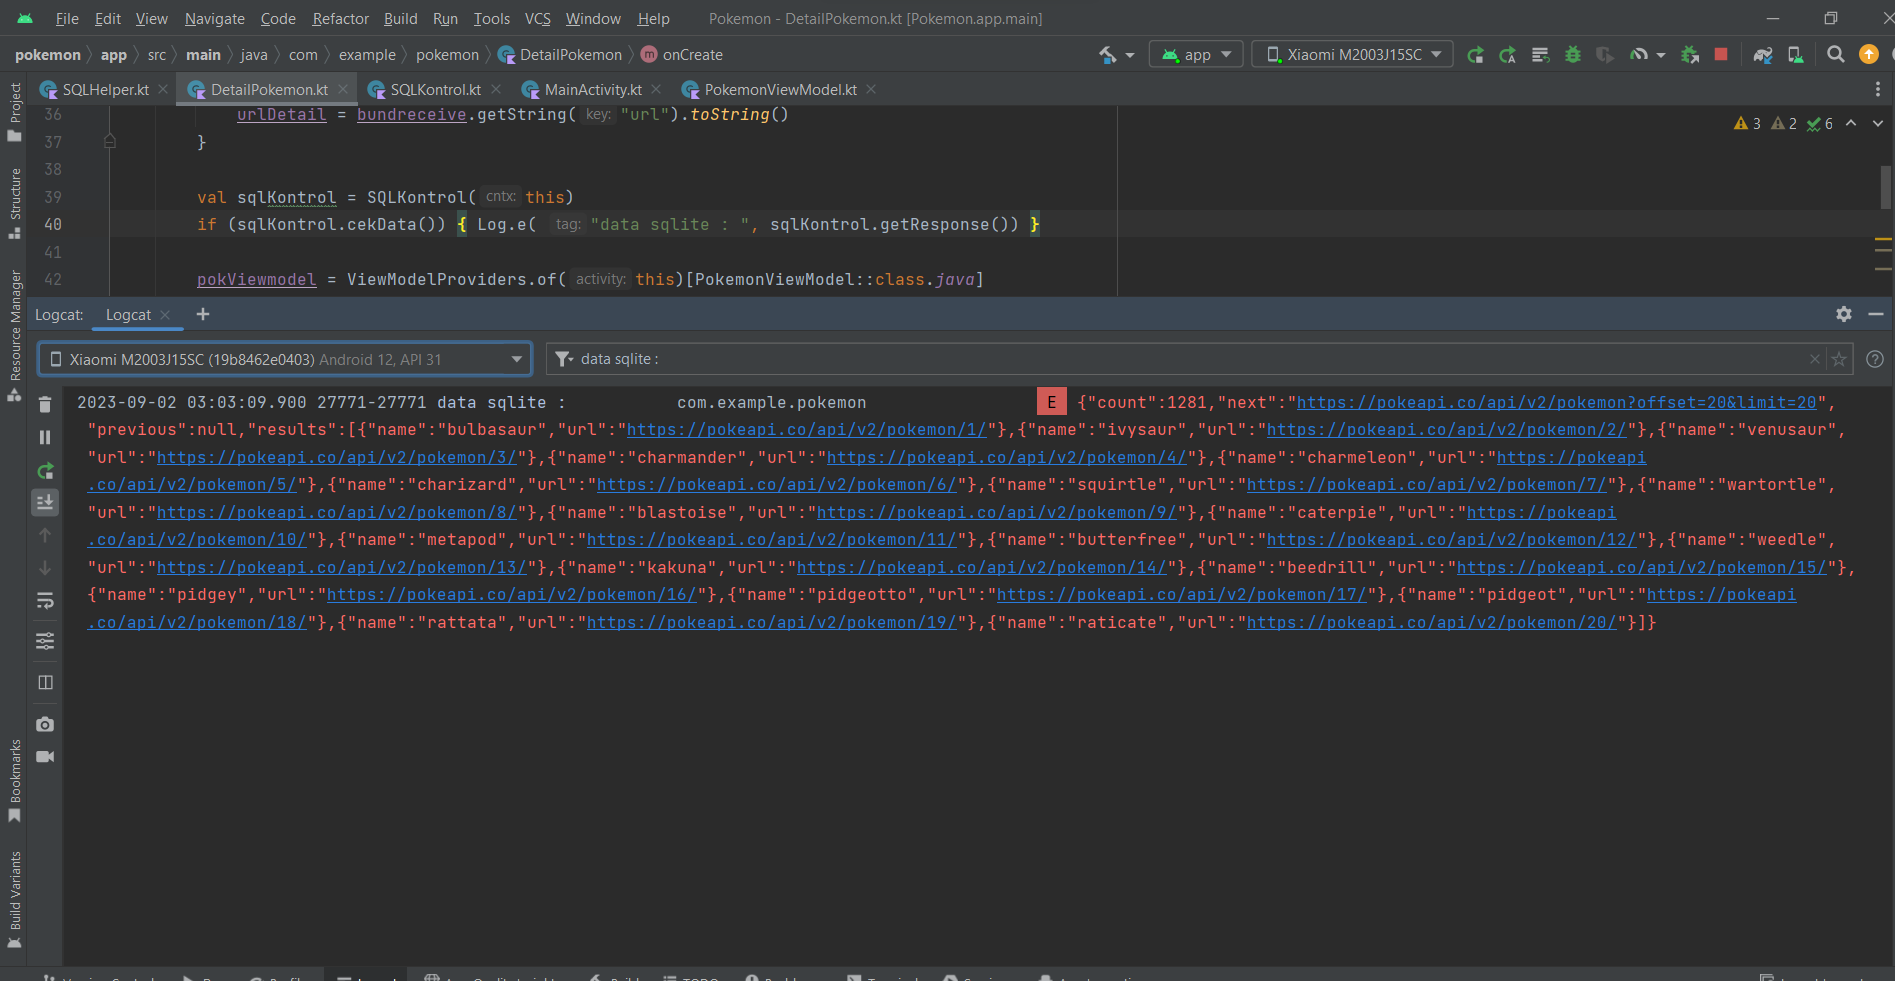 File Edit View Navigate Code Refactor Build Run Tools VCS Window Help Pokemon - DetailPokemon.kt [Pokemon.app.main]
pokemon app src main java com example pokemon DetailPokemon m onCreate app Xiaomi M2003J15SC
SQLHelper.kt DetailPokemon.kt SQLKontrol.kt MainActivity.kt PokemonViewModel.kt
Project
Structure
Resource Manager
Bookmarks
Build Variants
36 urlDetail = bundreceive.getString( key: "url").toString()
3 2 6
37 }
38
39 val sqlKontrol = SQLKontrol( cntx: this)
40 if (sqlKontrol.cekData()) { Log.e( tag: "data sqlite : ", sqlKontrol.getResponse()) }
41
42 pokViewmodel = ViewModelProviders.of( activity: this)[PokemonViewModel::class.java]
Logcat: Logcat +
Xiaomi M2003J15SC (19b8462e0403) Android 12, API 31 data sqlite :
2023-09-02 03:03:09.900 27771-27771 data sqlite : com.example.pokemon E {"count":1281,"next":"https://pokeapi.co/api/v2/pokemon?offset=20&limit=20",
"previous":null,"results":[{"name":"bulbasaur","url":"https://pokeapi.co/api/v2/pokemon/1/"},{"name":"ivysaur","url":"https://pokeapi.co/api/v2/pokemon/2/"},{"name":"venusaur",
"url":"https://pokeapi.co/api/v2/pokemon/3/"},{"name":"charmander","url":"https://pokeapi.co/api/v2/pokemon/4/"},{"name":"charmeleon","url":"https://pokeapi
.co/api/v2/pokemon/5/"},{"name":"charizard","url":"https://pokeapi.co/api/v2/pokemon/6/"},{"name":"squirtle","url":"https://pokeapi.co/api/v2/pokemon/7/"},{"name":"wartortle",
"url":"https://pokeapi.co/api/v2/pokemon/8/"},{"name":"blastoise","url":"https://pokeapi.co/api/v2/pokemon/9/"},{"name":"caterpie","url":"https://pokeapi
.co/api/v2/pokemon/10/"},{"name":"metapod","url":"https://pokeapi.co/api/v2/pokemon/11/"},{"name":"butterfree","url":"https://pokeapi.co/api/v2/pokemon/12/"},{"name":"weedle",
"url":"https://pokeapi.co/api/v2/pokemon/13/"},{"name":"kakuna","url":"https://pokeapi.co/api/v2/pokemon/14/"},{"name":"beedrill","url":"https://pokeapi.co/api/v2/pokemon/15/"},
{"name":"pidgey","url":"https://pokeapi.co/api/v2/pokemon/16/"},{"name":"pidgeotto","url":"https://pokeapi.co/api/v2/pokemon/17/"},{"name":"pidgeot","url":"https://pokeapi
.co/api/v2/pokemon/18/"},{"name":"rattata","url":"https://pokeapi.co/api/v2/pokemon/19/"},{"name":"raticate","url":"https://pokeapi.co/api/v2/pokemon/20/"}]}